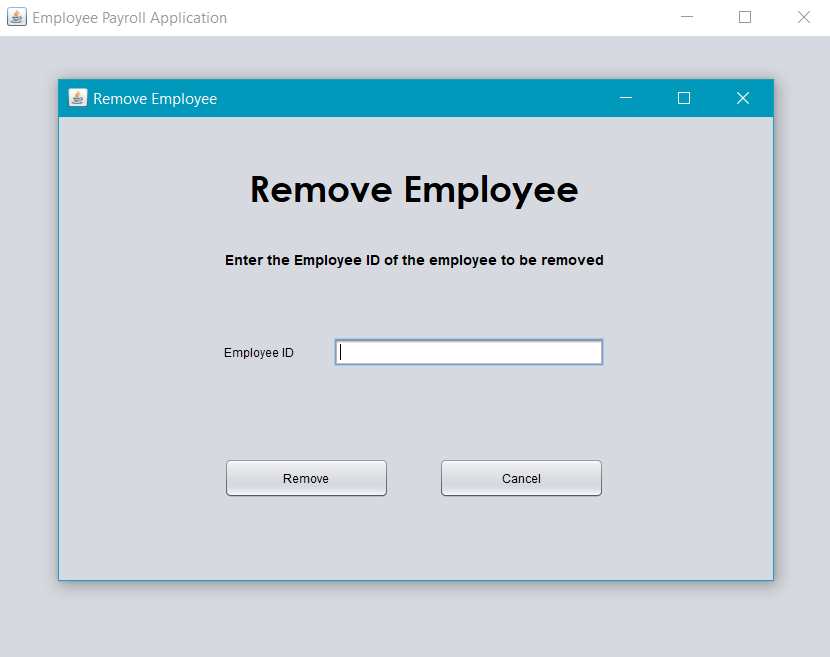 Employee Payroll Application
Remove Employee
Remove Employee
Enter the Employee ID of the employee to be removed
Employee ID
Remove Cancel